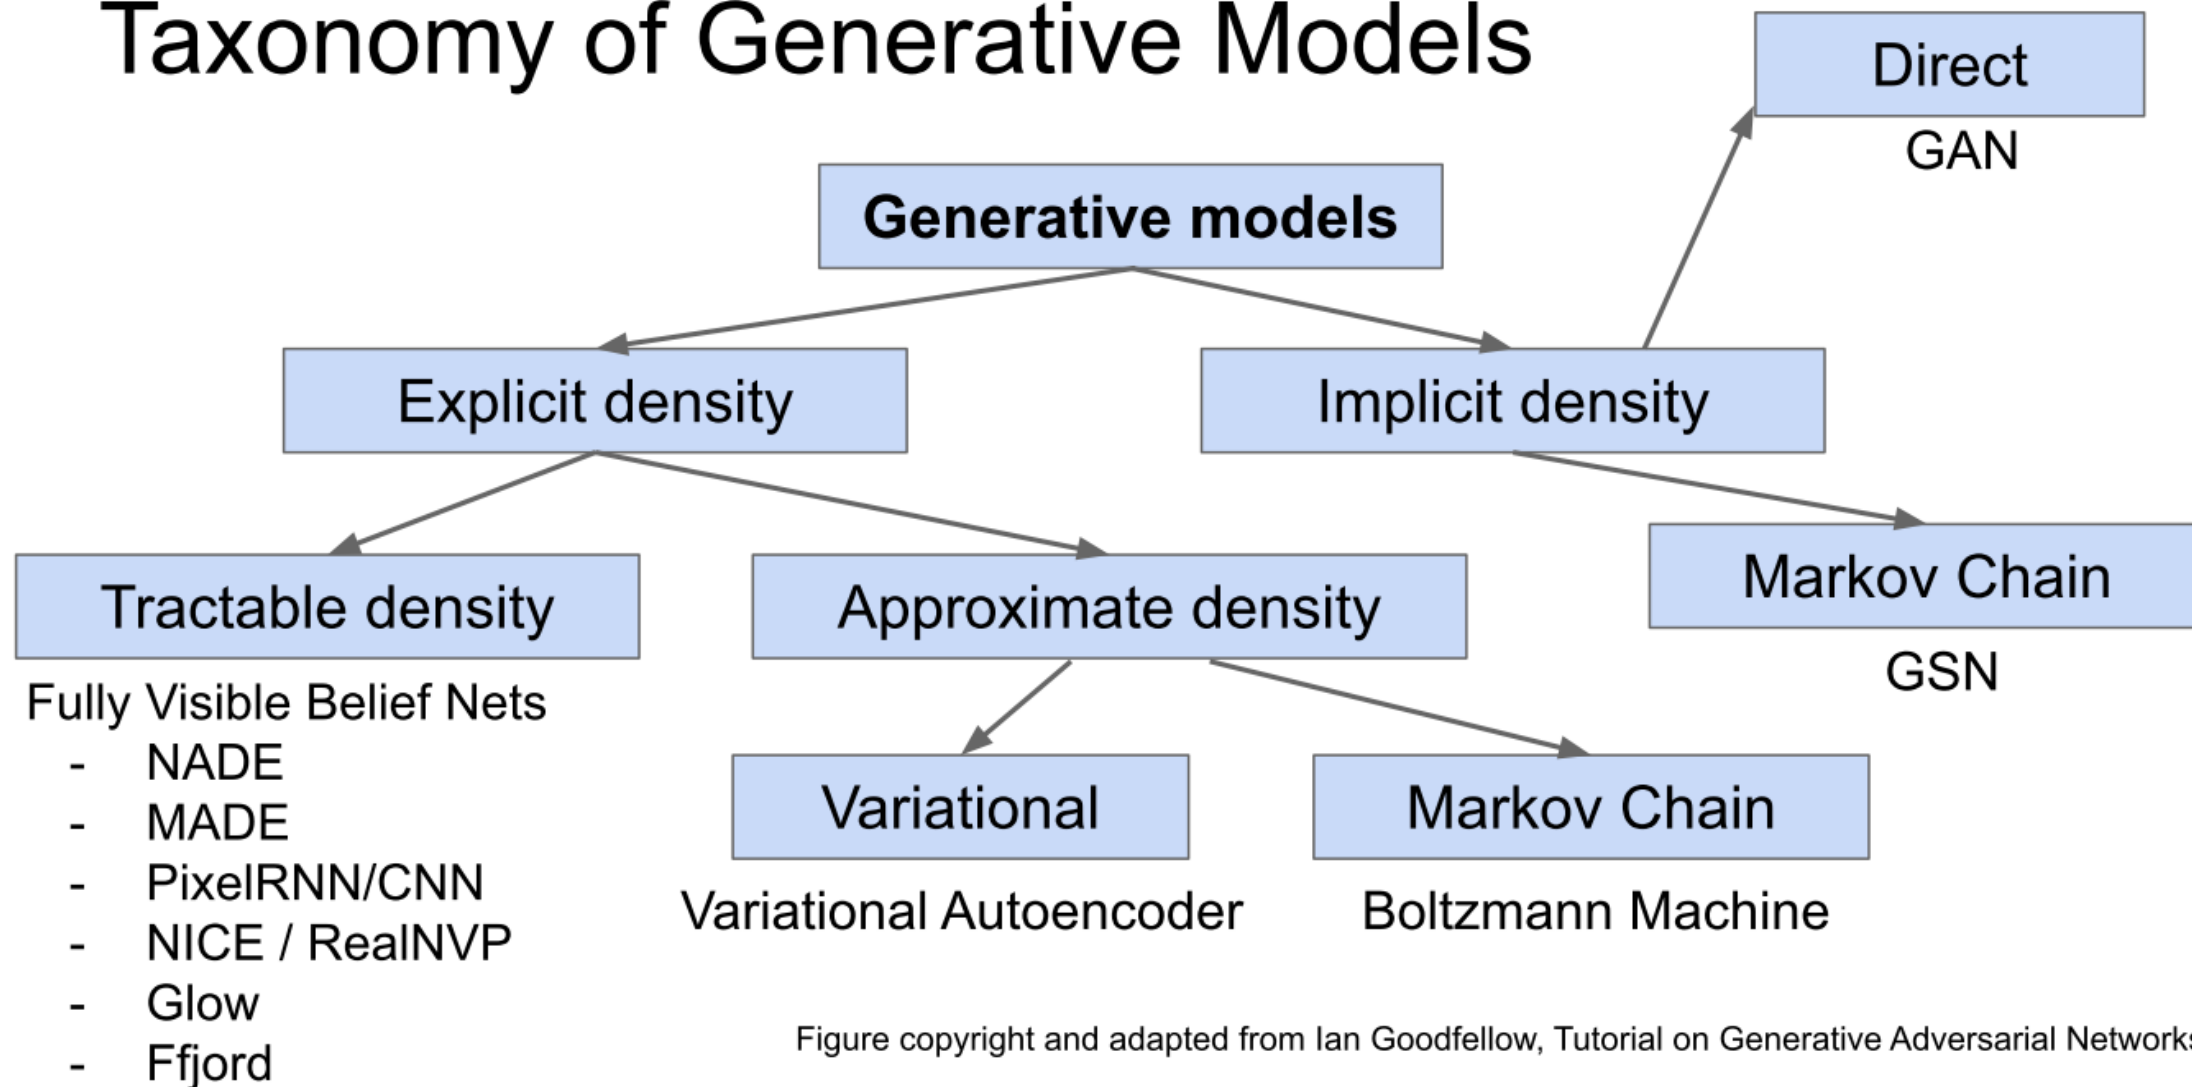 Taxonomy of Generative Models
Direct
GAN
Generative models
Explicit density
Implicit density
Tractable density
Approximate density
Markov Chain
GSN
Fully Visible Belief Nets
- NADE
- MADE
- PixelRNN/CNN
- NICE / RealNVP
- Glow
- Ffjord
Variational
Markov Chain
Variational Autoencoder
Boltzmann Machine
Figure copyright and adapted from Ian Goodfellow, Tutorial on Generative Adversarial Networks